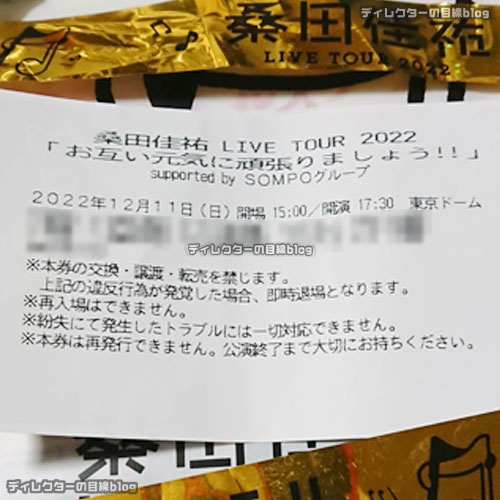 ディレクターの目線blog
桑田佳祐
LIVE TOUR 2022
桑田佳祐 LIVE TOUR 2022
「お互い元気に頑張りましょう!!」
supported by SOMPOグループ
2022年12月11日(日) 開場 15:00/開演 17:30 東京ドーム
ディレクターの目線blog
※本券の交換・譲渡・転売を禁じます。
上記の違反行為が発覚した場合、即時退場となります。
※再入場はできません。
※紛失にて発生したトラブルには一切対応できません。
※本券は再発行できません。公演終了まで大切にお持ちください。
ディレクターの目線blog